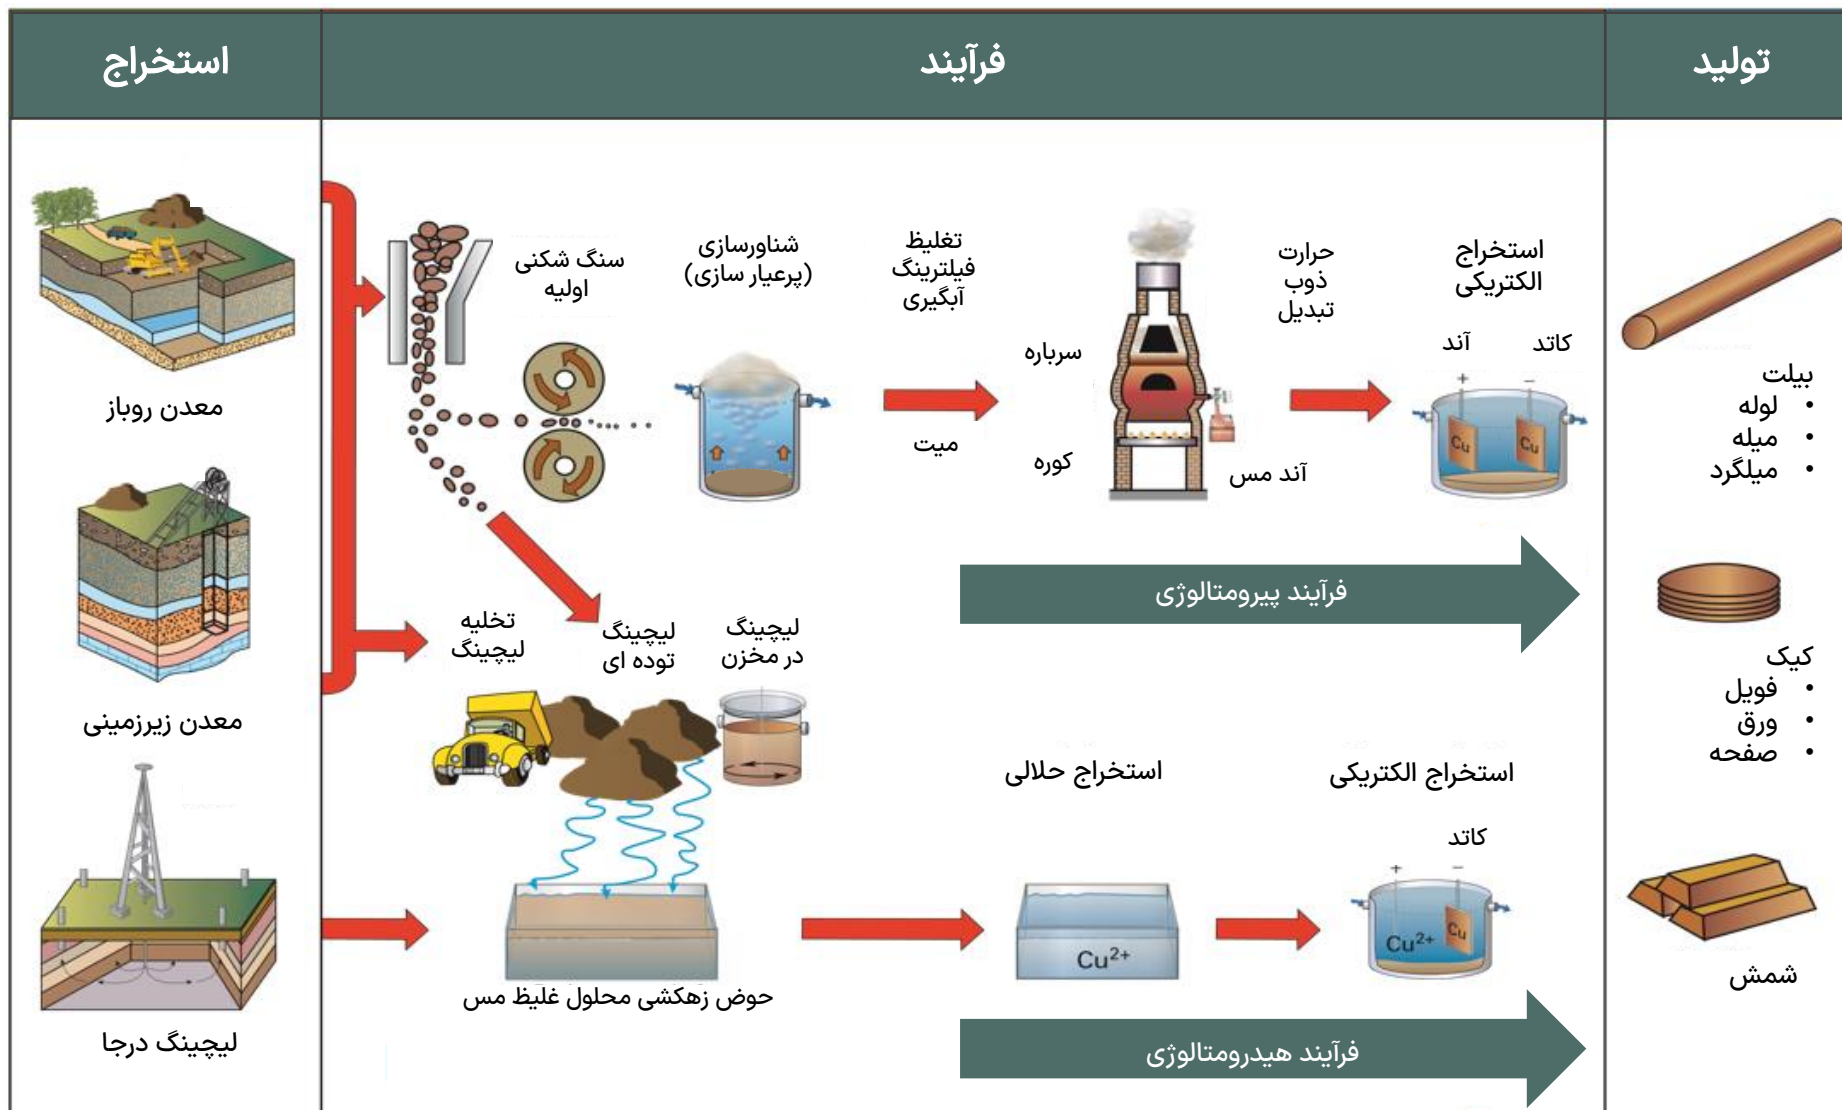 استخراج
فرآیند
تولید
معدن روباز
معدن زیرزمینی
لیچینگ درجا
سنگ شکنی
اولیه
شناورسازی
(پرعیار سازی)
تغلیظ
فیلترینگ
آبگیری
میت
سرباره
کوره
آند مس
حرارت
ذوب
تبدیل
استخراج
الکتریکی
آند
کاتد
+
−
Cu
Cu
فرآیند پیرومتالوژی
تخلیه
لیچینگ
لیچینگ
توده ای
لیچینگ
در مخزن
حوض زهکشی محلول غلیظ مس
استخراج حلالی
Cu²⁺
استخراج الکتریکی
کاتد
+
−
Cu²⁺
Cu
فرآیند هیدرومتالوژی
بیلت
• لوله
• میله
• میلگرد
کیک
• فویل
• ورق
• صفحه
شمش